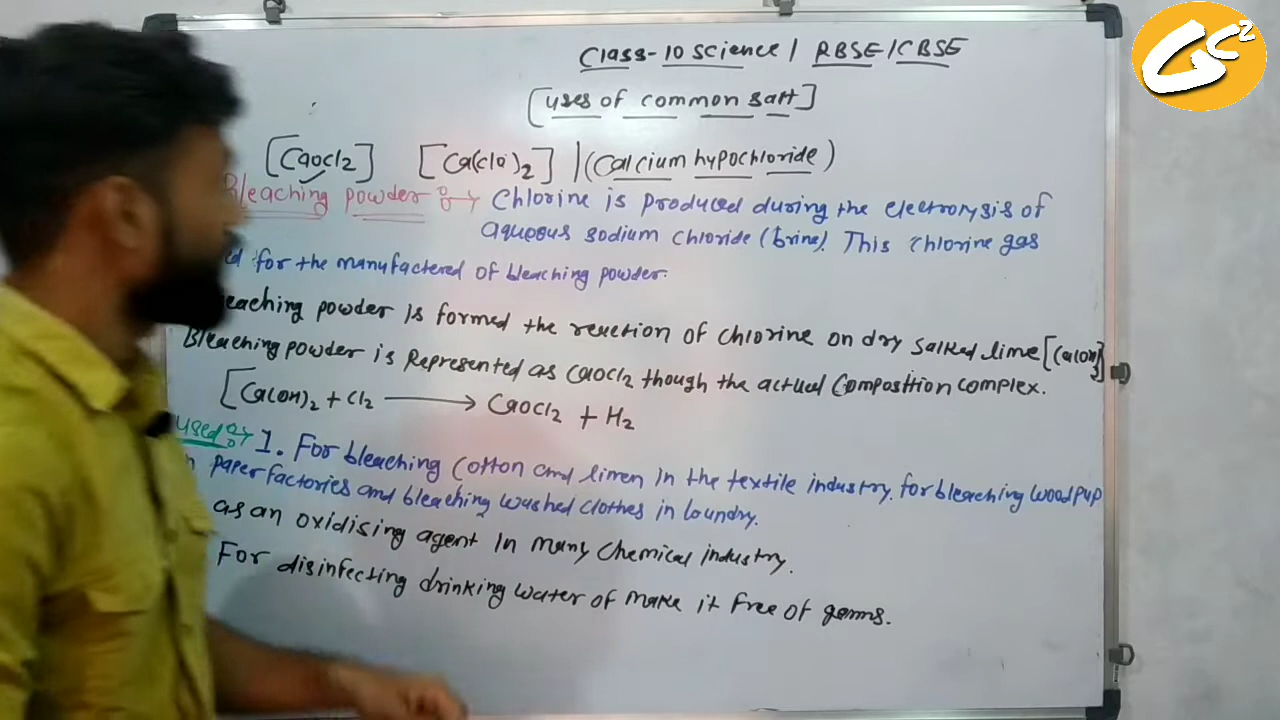 GC2
Class-10 science / RBSE/CBSE
[uses of common salt]
[CaOCl2] [Ca(clo)2] | (Calcium hypochloride)
Bleaching powder :→ Chlorine is produced during the electrolysis of
aqueous sodium chloride (brine). This chlorine gas
d for the manufactered of bleaching powder.
eaching powder is formed the reaction of chlorine on dry salked lime [Ca(OH)2]
Bleaching powder is Represented as CaOCl2 though the actual Composition complex.
[Ca(OH)2 + Cl2 → CaOCl2 + H2
used :→ 1. For bleaching Cotton and linen in the textile industry. for bleaching wood pup
n paper factories and bleaching washed clothes in loundry.
as an oxidising agent in many chemical industry.
For disinfecting drinking water of make it free of germs.